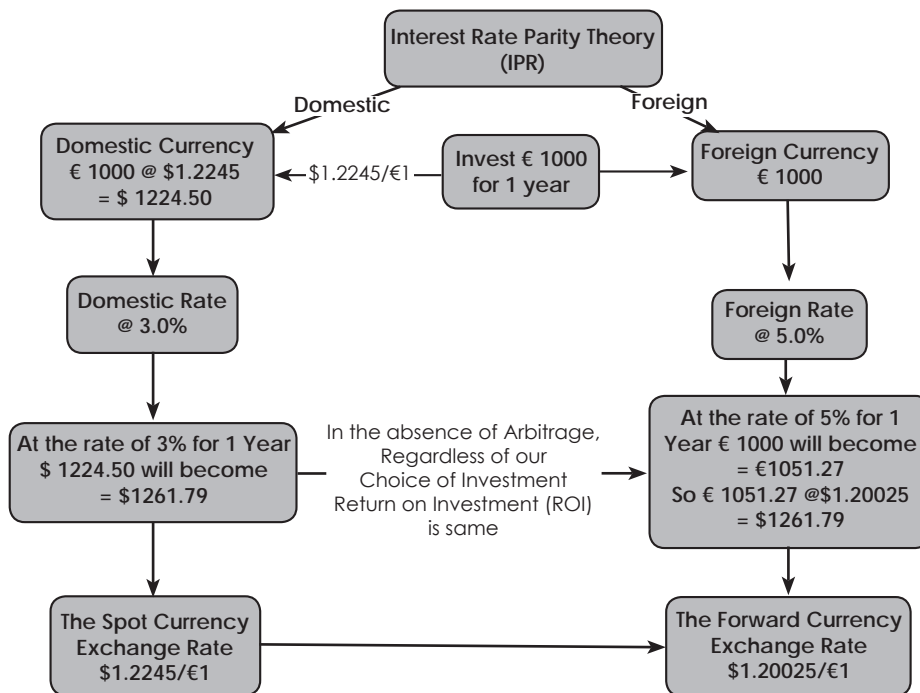 Interest Rate Parity Theory
(IPR)
Domestic
Foreign
Domestic Currency
€ 1000 @ $1.2245
= $ 1224.50
$1.2245/€1
Invest € 1000
for 1 year
Foreign Currency
€ 1000
Domestic Rate
@ 3.0%
Foreign Rate
@ 5.0%
At the rate of 3% for 1 Year
$ 1224.50 will become
= $1261.79
In the absence of Arbitrage,
Regardless of our
Choice of Investment
Return on Investment (ROI)
is same
At the rate of 5% for 1
Year € 1000 will become
= €1051.27
So € 1051.27 @$1.20025
= $1261.79
The Spot Currency
Exchange Rate
$1.2245/€1
The Forward Currency
Exchange Rate
$1.20025/€1